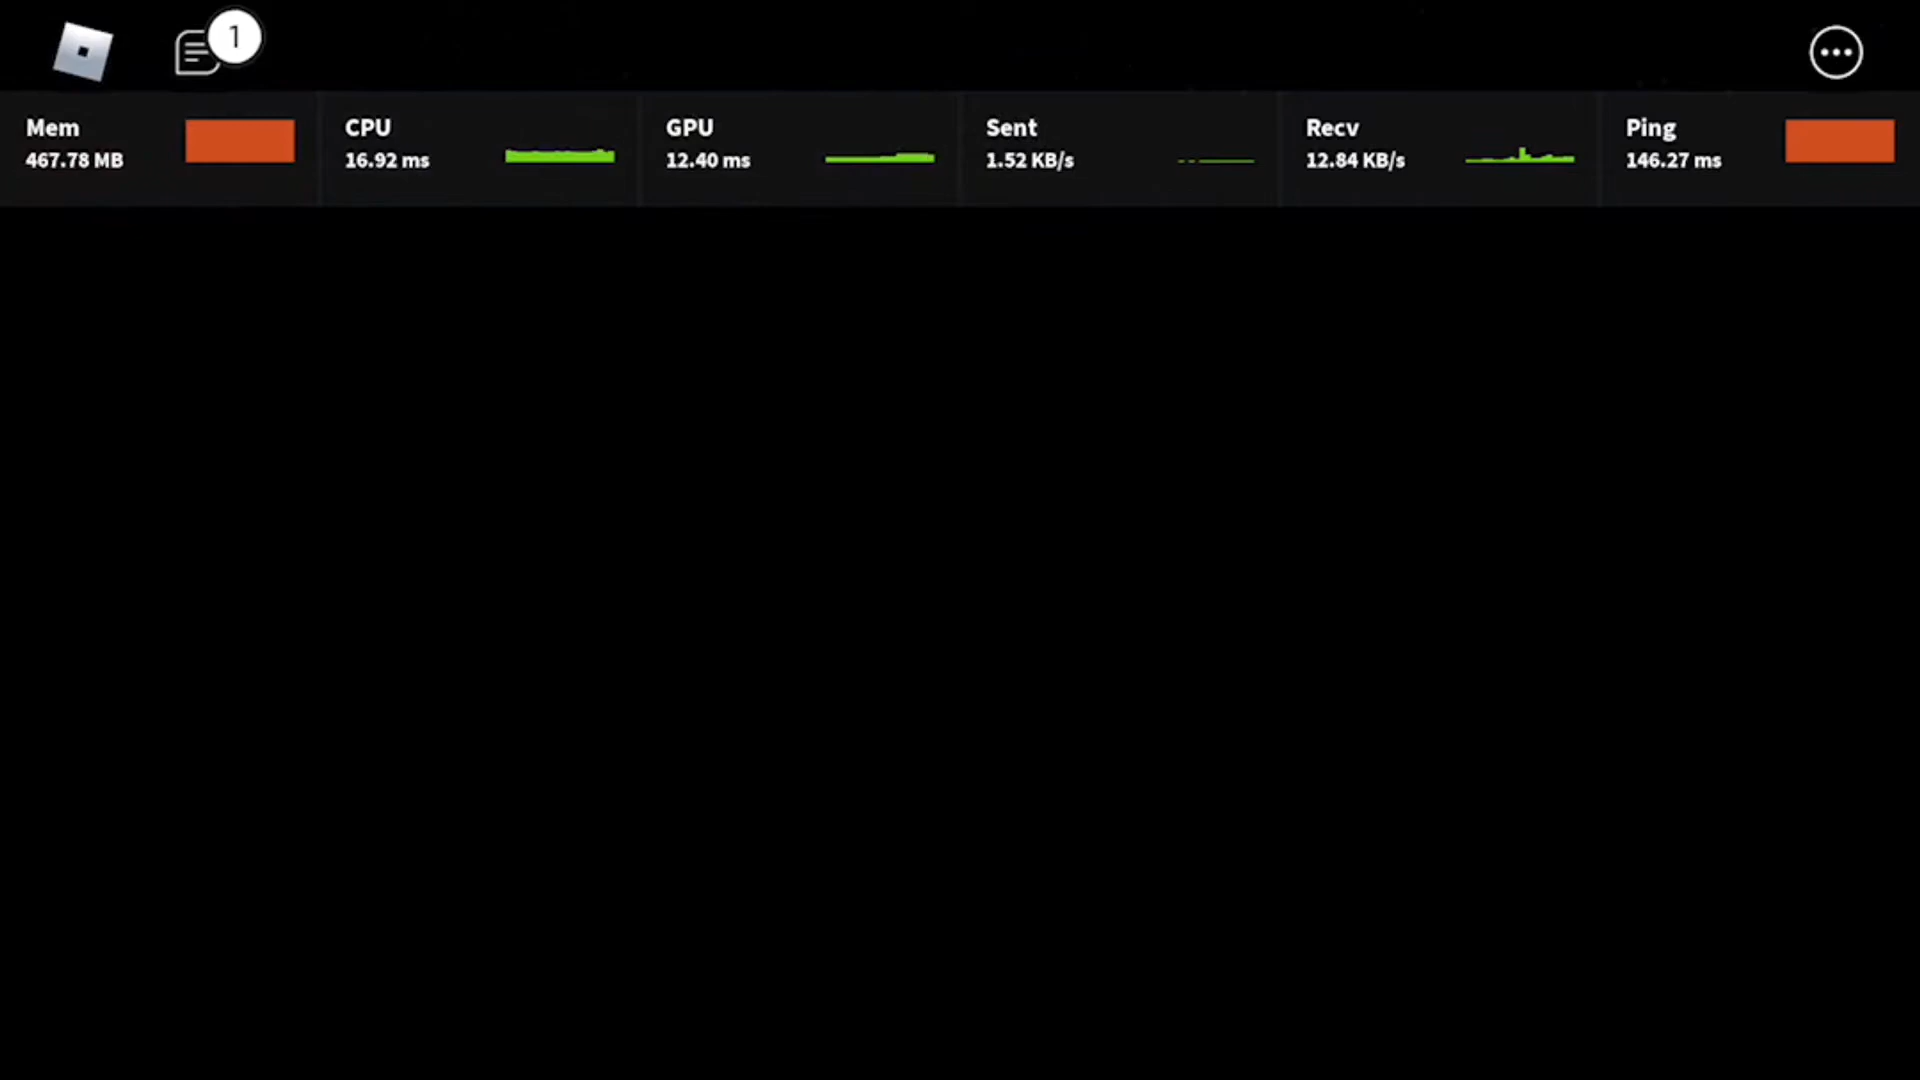 1
Mem
467.78 MB
CPU
16.92 ms
GPU
12.40 ms
Sent
1.52 KB/s
Recv
12.84 KB/s
Ping
146.27 ms